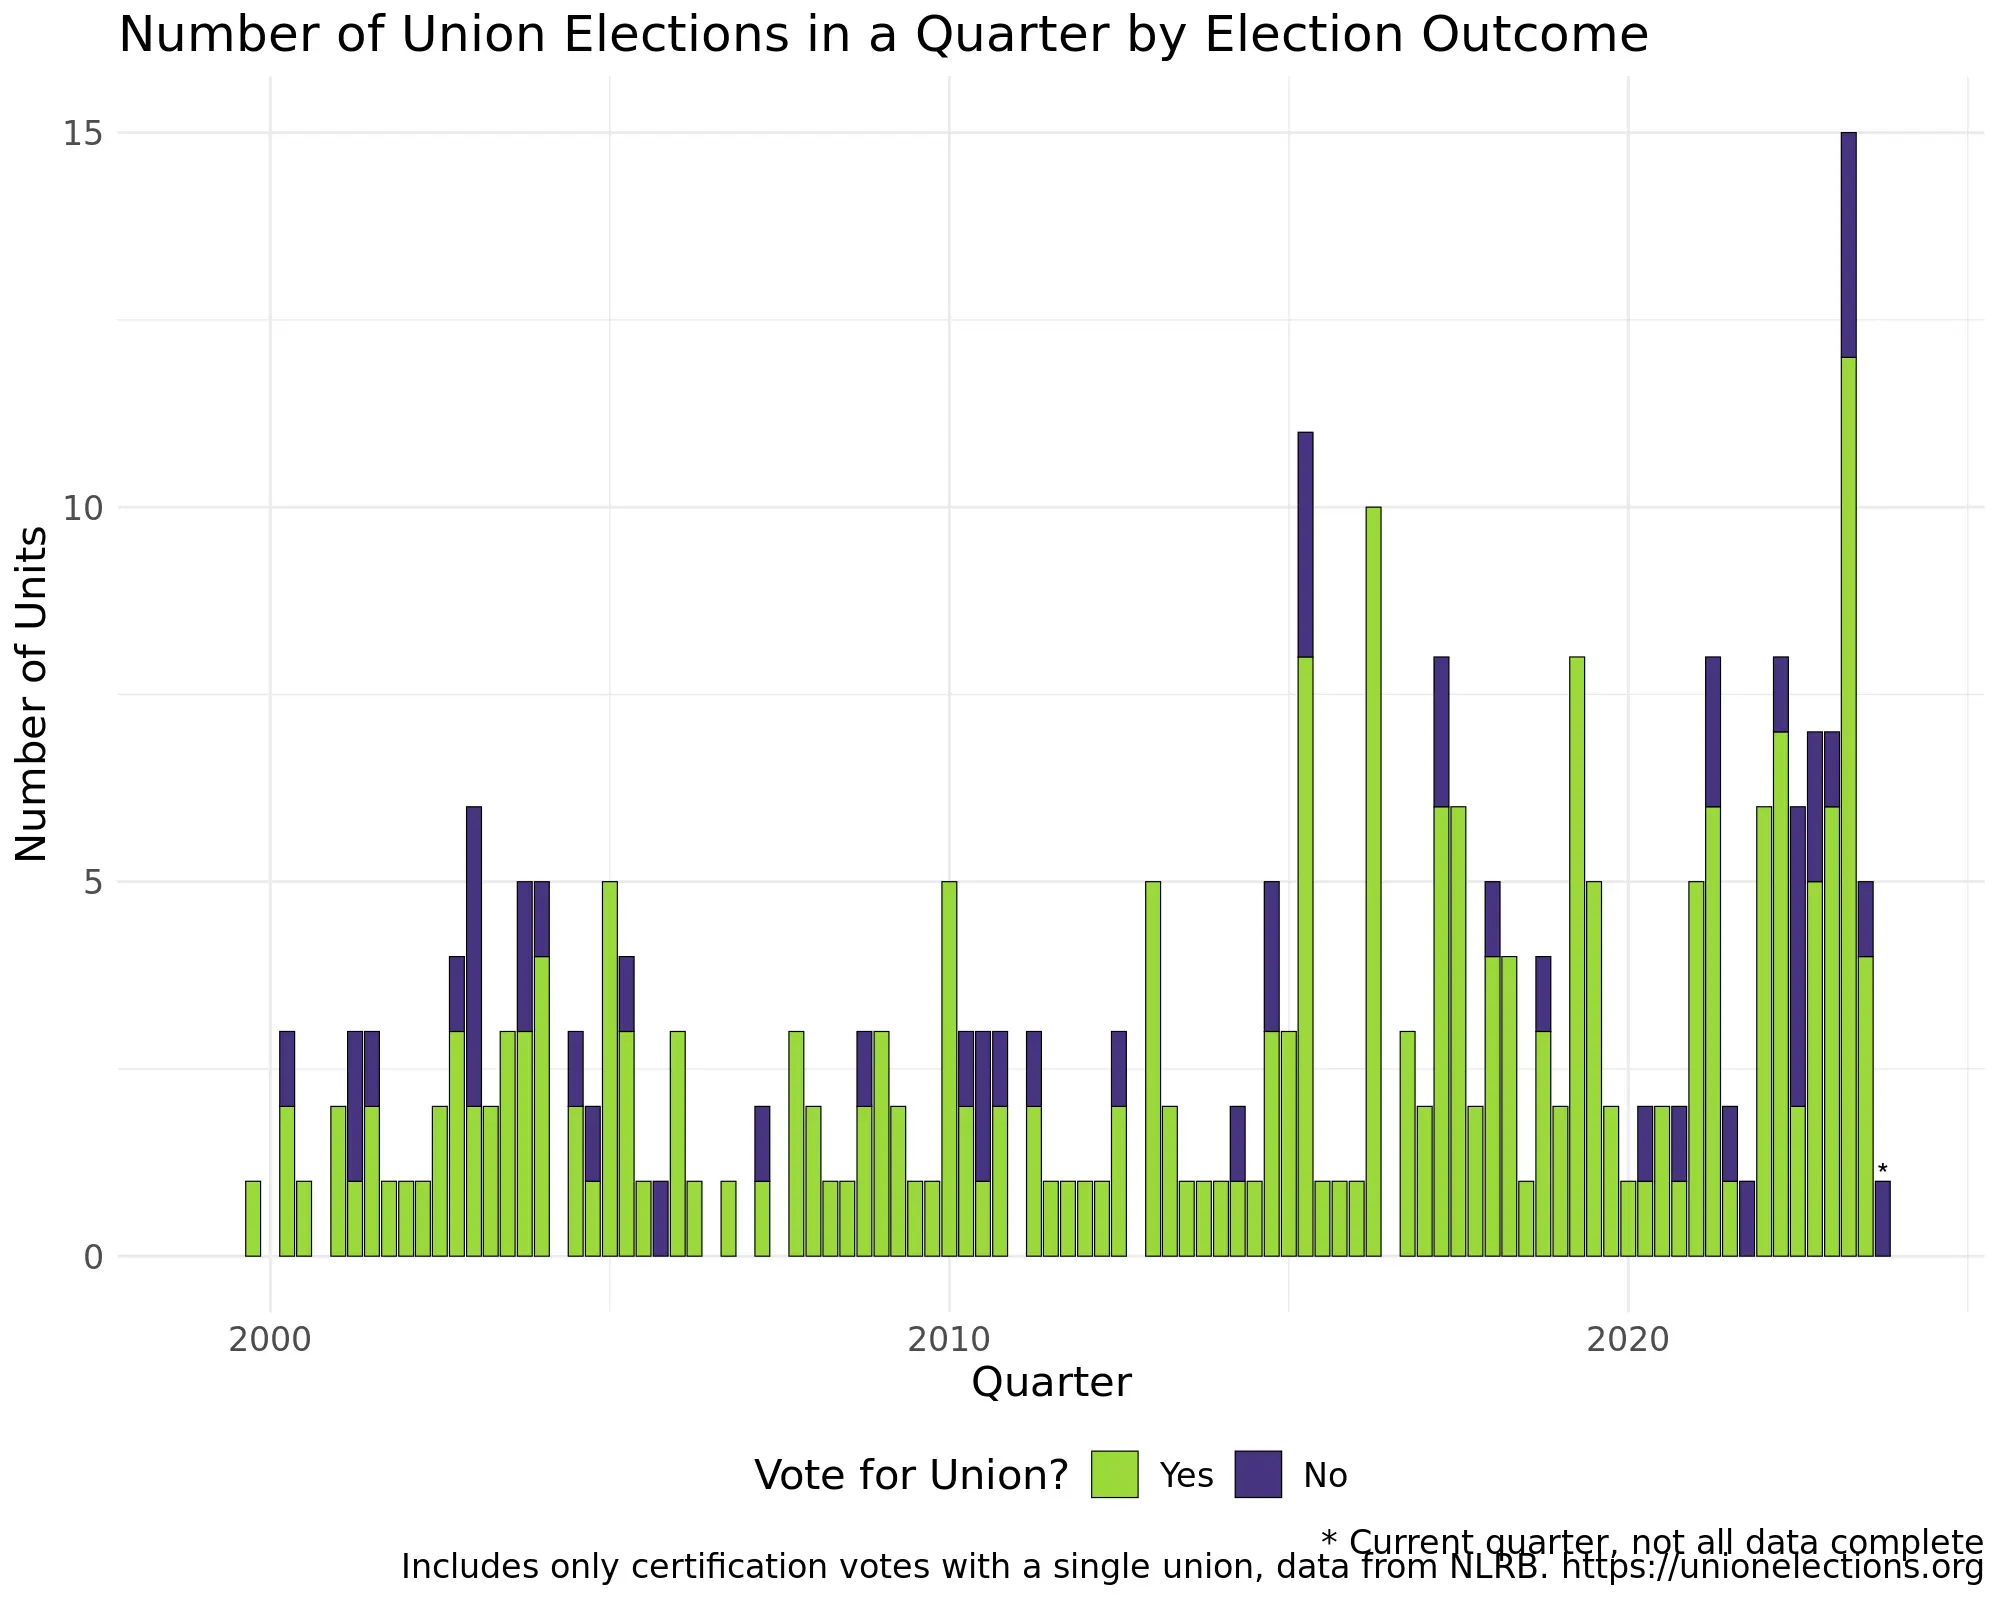 Number of Union Elections in a Quarter by Election Outcome
15
10
5
0
Number of Units
2000 2010 2020
Quarter
*
Vote for Union? Yes No
* Current quarter, not all data complete
Includes only certification votes with a single union, data from NLRB. https://unionelections.org